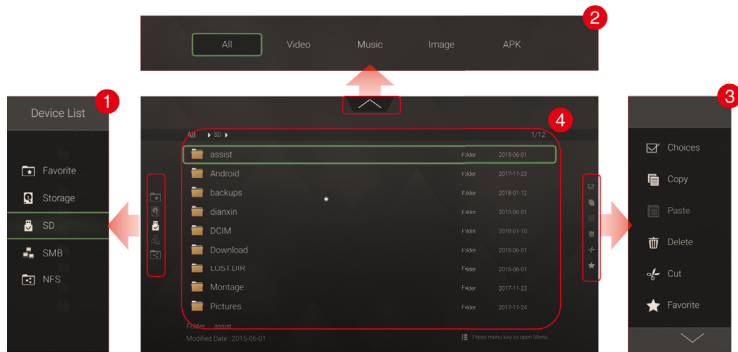 2
All Video Music Image APK
1
Device List
Favorite
Storage
SD
SMB
NFS
4
All SD 1/12
assist Folder 2015-06-01
Android Folder 2017-11-23
backups Folder 2018-01-12
dianxin Folder 2015-06-01
DCIM Folder 2018-01-10
Download Folder 2015-06-01
LOST.DIR Folder 2015-06-01
Montage Folder 2017-11-23
Pictures Folder 2017-11-24
Folder assist
Modified Date : 2015-06-01
Press menu key to open Menu.
3
Choices
Copy
Paste
Delete
Cut
Favorite